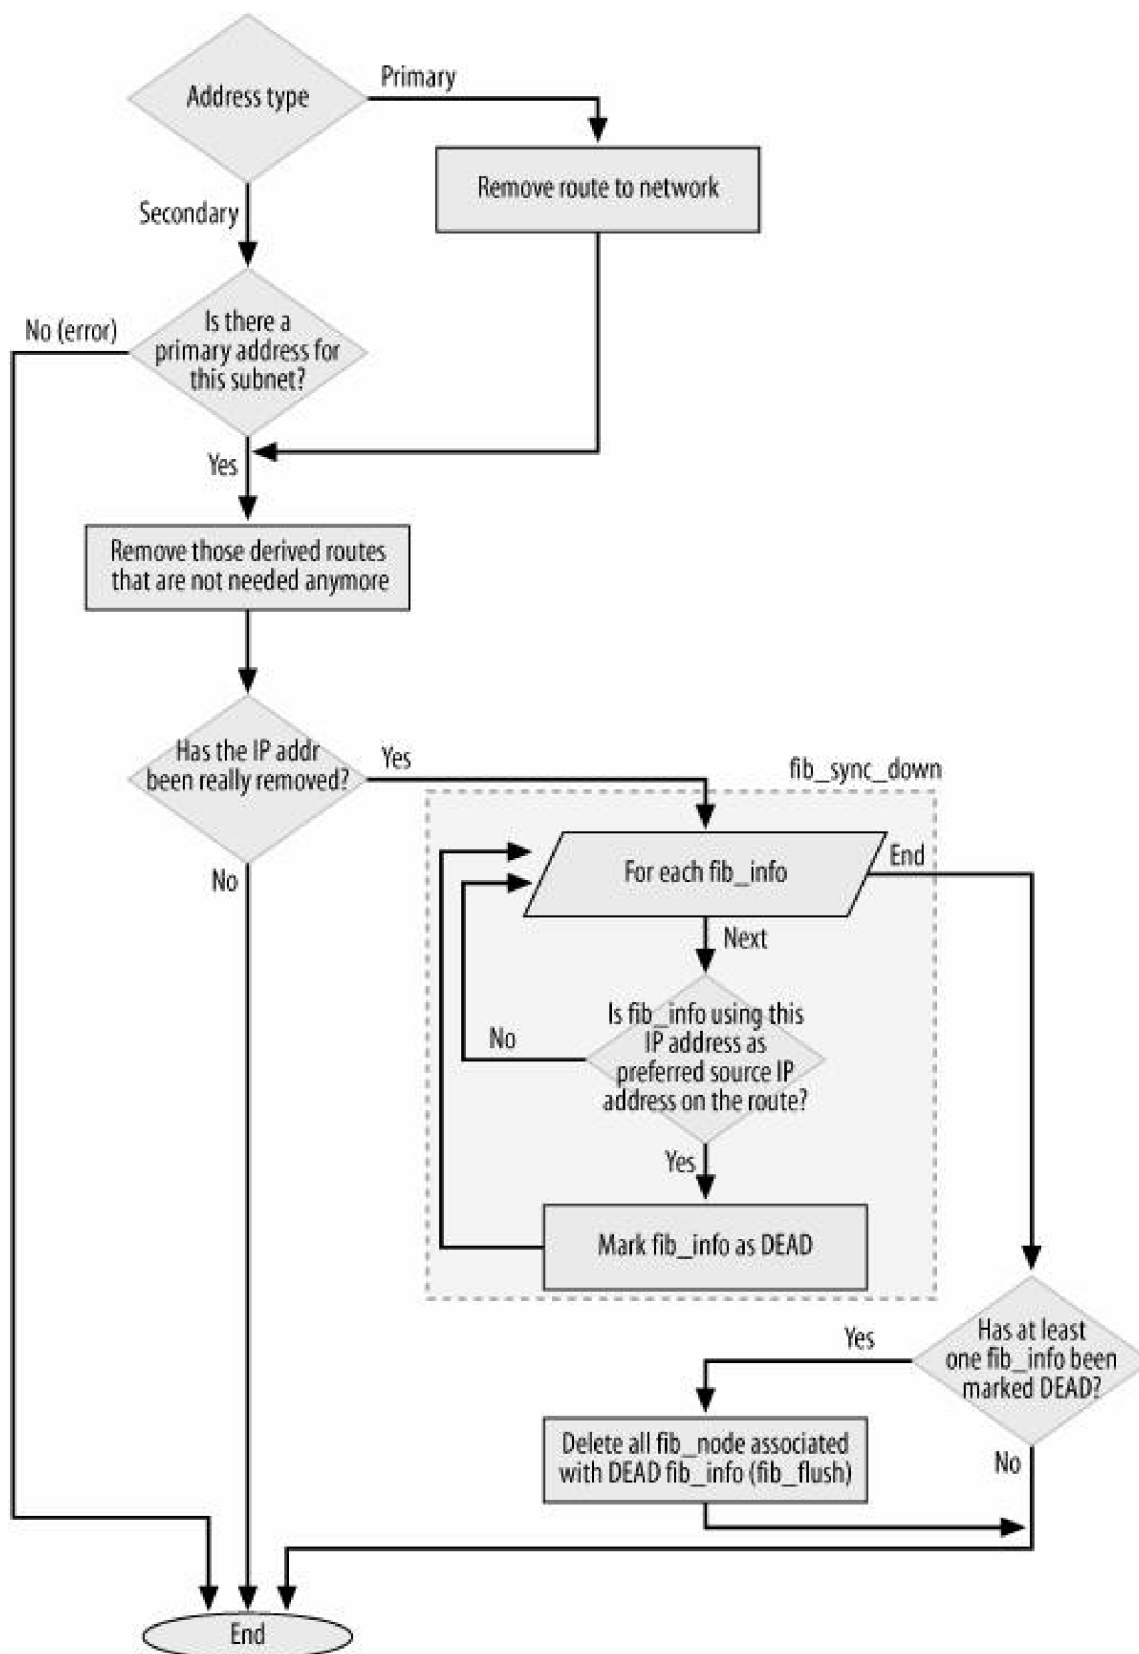 Address type
Primary
Remove route to network
Secondary
No (error)
Is there a
primary address for
this subnet?
Yes
Remove those derived routes
that are not needed anymore
Has the IP addr
been really removed?
Yes
No
fib_sync_down
For each fib_info
End
Next
Is fib_info using this
IP address as
preferred source IP
address on the route?
No
Yes
Mark fib_info as DEAD
Has at least
one fib_info been
marked DEAD?
Yes
Delete all fib_node associated
with DEAD fib_info (fib_flush)
No
End